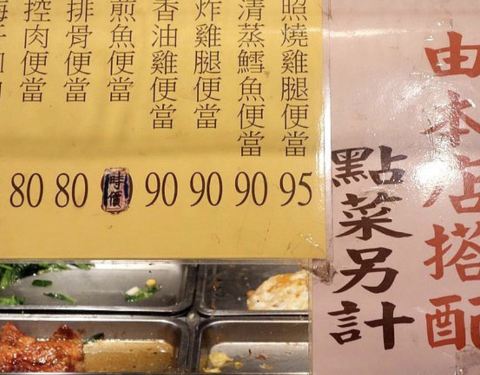 照燒雞腿便當 95
清蒸鱈魚便當 90
炸雞腿便當 90
香油雞便當 90
煎魚便當 時價
排骨便當 80
控肉便當 80
由本店搭配
點菜另計